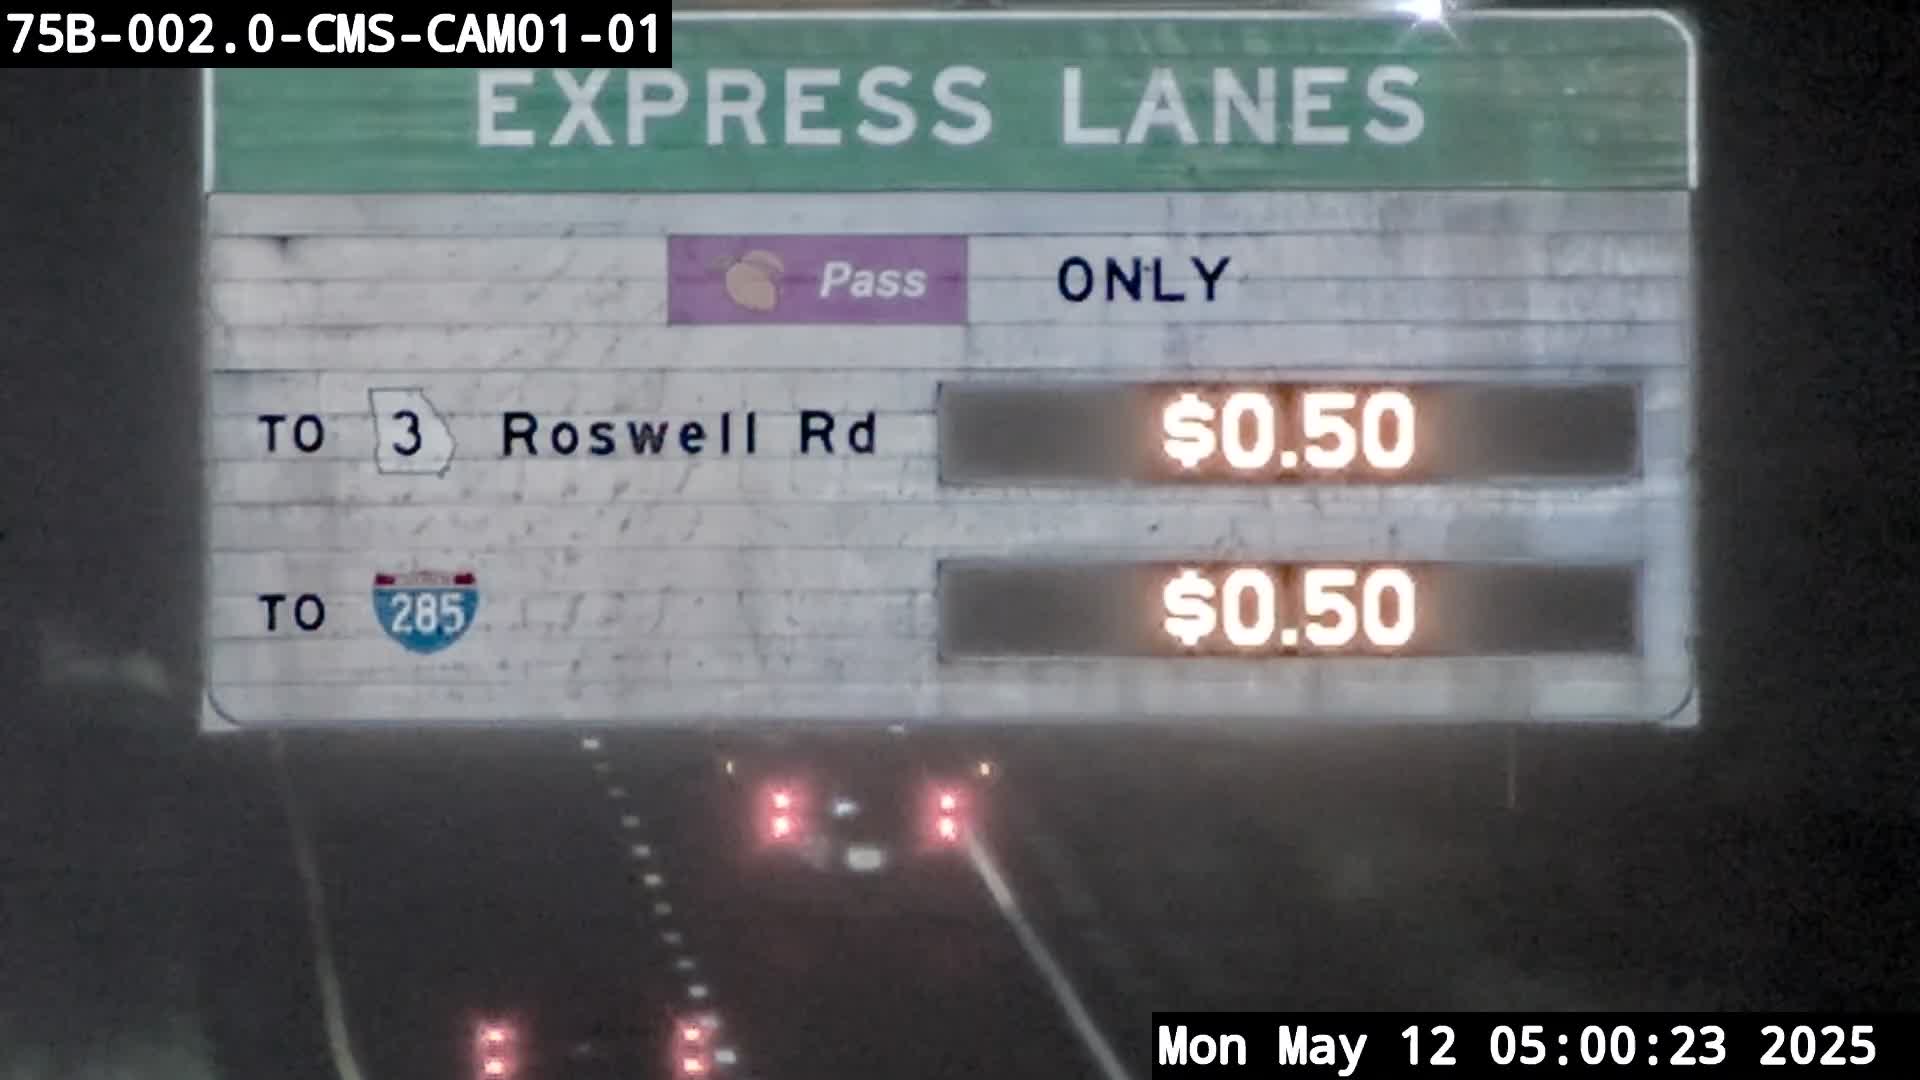 75B-002.0-CMS-CAM01-01
EXPRESS LANES
Pass ONLY
TO 3 Roswell Rd $0.50
TO 285 $0.50
Mon May 12 05:00:23 2025